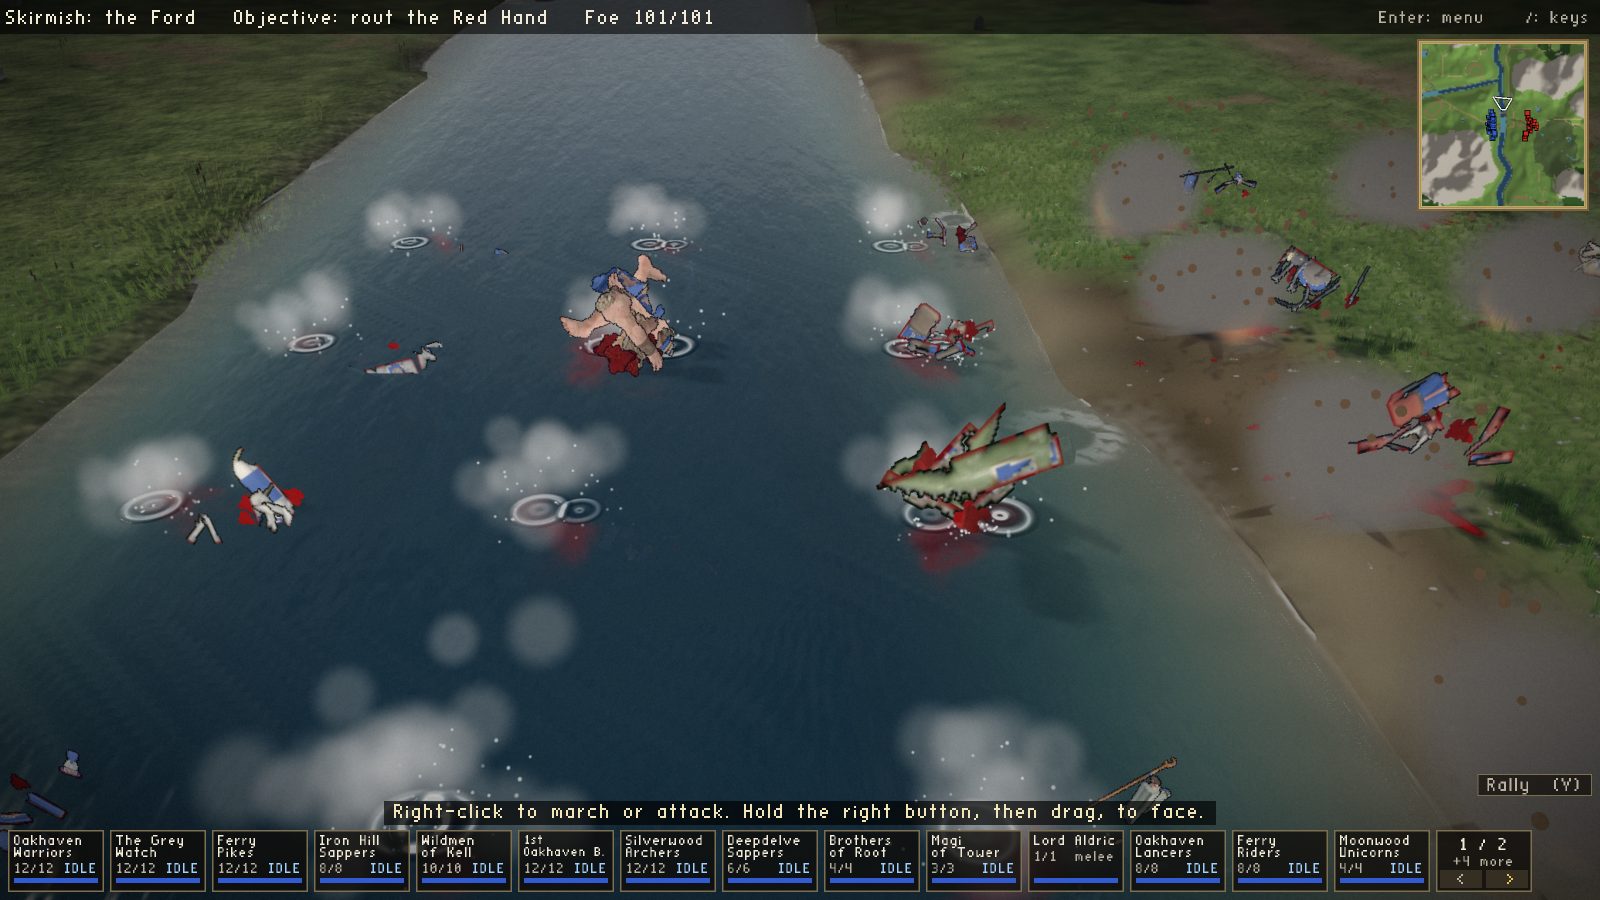 Skirmish: the Ford Objective: rout the Red Hand Foe 101/101 Enter: menu /: keys
Rally (Y)
Right-click to march or attack. Hold the right button, then drag, to face.
Oakhaven Warriors
12/12 IDLE
The Grey Watch
12/12 IDLE
Ferry Pikes
12/12 IDLE
Iron Hill Sappers
8/8 IDLE
Wildmen of Kell
10/10 IDLE
1st Oakhaven B.
12/12 IDLE
Silverwood Archers
12/12 IDLE
Deepdelve Sappers
6/6 IDLE
Brothers of Root
4/4 IDLE
Magi of Tower
3/3 IDLE
Lord Aldric
1/1 melee
Oakhaven Lancers
8/8 IDLE
Ferry Riders
8/8 IDLE
Moonwood Unicorns
4/4 IDLE
1 / 2
+4 more
< >